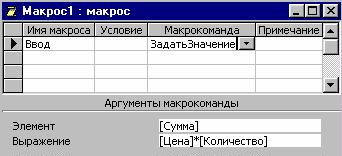 Макрос1 : макрос
Имя макроса Условие Макрокоманда Примечание
Ввод ЗадатьЗначение
Аргументы макрокоманды
Элемент [Сумма]
Выражение [Цена]*[Количество]